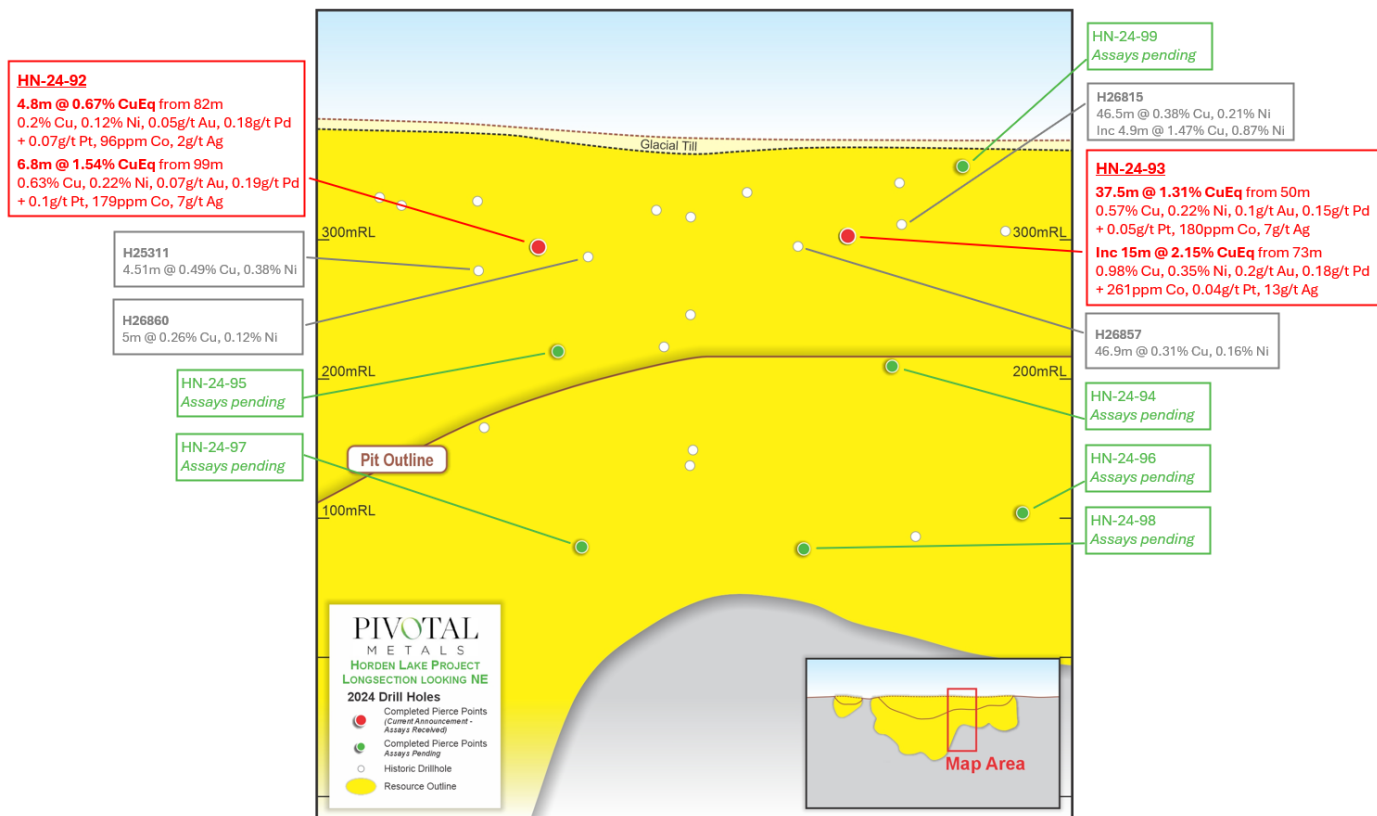 HN-24-92
4.8m @ 0.67% CuEq from 82m
0.2% Cu, 0.12% Ni, 0.05g/t Au, 0.18g/t Pd
+ 0.07g/t Pt, 96ppm Co, 2g/t Ag
6.8m @ 1.54% CuEq from 99m
0.63% Cu, 0.22% Ni, 0.07g/t Au, 0.19g/t Pd
+ 0.1g/t Pt, 179ppm Co, 7g/t Ag
H25311
4.51m @ 0.49% Cu, 0.38% Ni
H26860
5m @ 0.26% Cu, 0.12% Ni
HN-24-95
Assays pending
HN-24-97
Assays pending
Glacial Till
300mRL
300mRL
200mRL
200mRL
Pit Outline
100mRL
HN-24-99
Assays pending
H26815
46.5m @ 0.38% Cu, 0.21% Ni
Inc 4.9m @ 1.47% Cu, 0.87% Ni
HN-24-93
37.5m @ 1.31% CuEq from 50m
0.57% Cu, 0.22% Ni, 0.1g/t Au, 0.15g/t Pd
+ 0.05g/t Pt, 180ppm Co, 7g/t Ag
Inc 15m @ 2.15% CuEq from 73m
0.98% Cu, 0.35% Ni, 0.2g/t Au, 0.18g/t Pd
+ 261ppm Co, 0.04g/t Pt, 13g/t Ag
H26857
46.9m @ 0.31% Cu, 0.16% Ni
HN-24-94
Assays pending
HN-24-96
Assays pending
HN-24-98
Assays pending
PIVOTAL
METALS
HORDEN LAKE PROJECT
LONGSECTION LOOKING NE
2024 Drill Holes
Completed Pierce Points
(Current Announcement -
Assays Received)
Completed Pierce Points
Assays Pending
Historic Drillhole
Resource Outline
Map Area